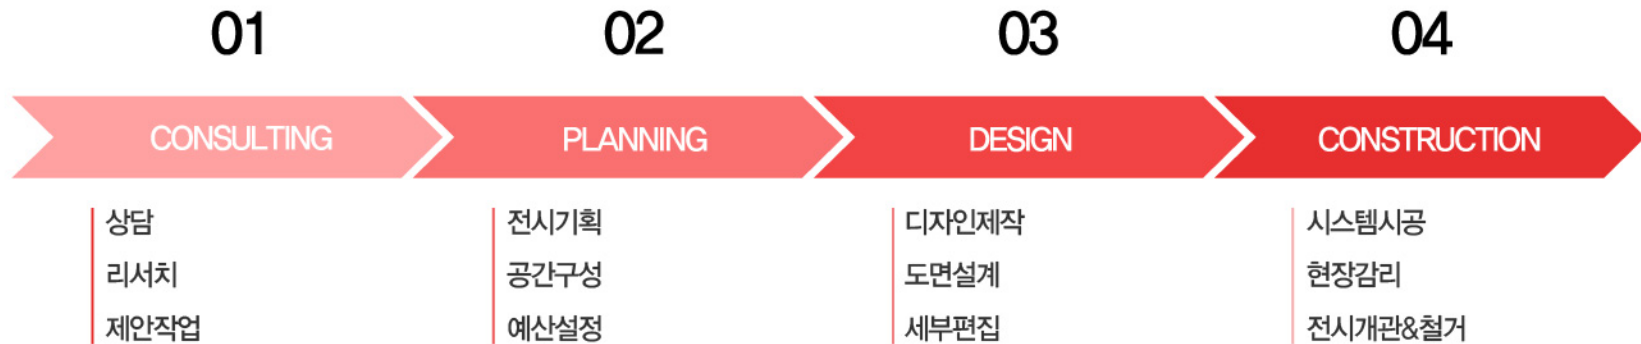 01
02
03
04
CONSULTING
PLANNING
DESIGN
CONSTRUCTION
상담
리서치
제안작업
전시기획
공간구성
예산설정
디자인제작
도면설계
세부편집
시스템시공
현장감리
전시개관&철거